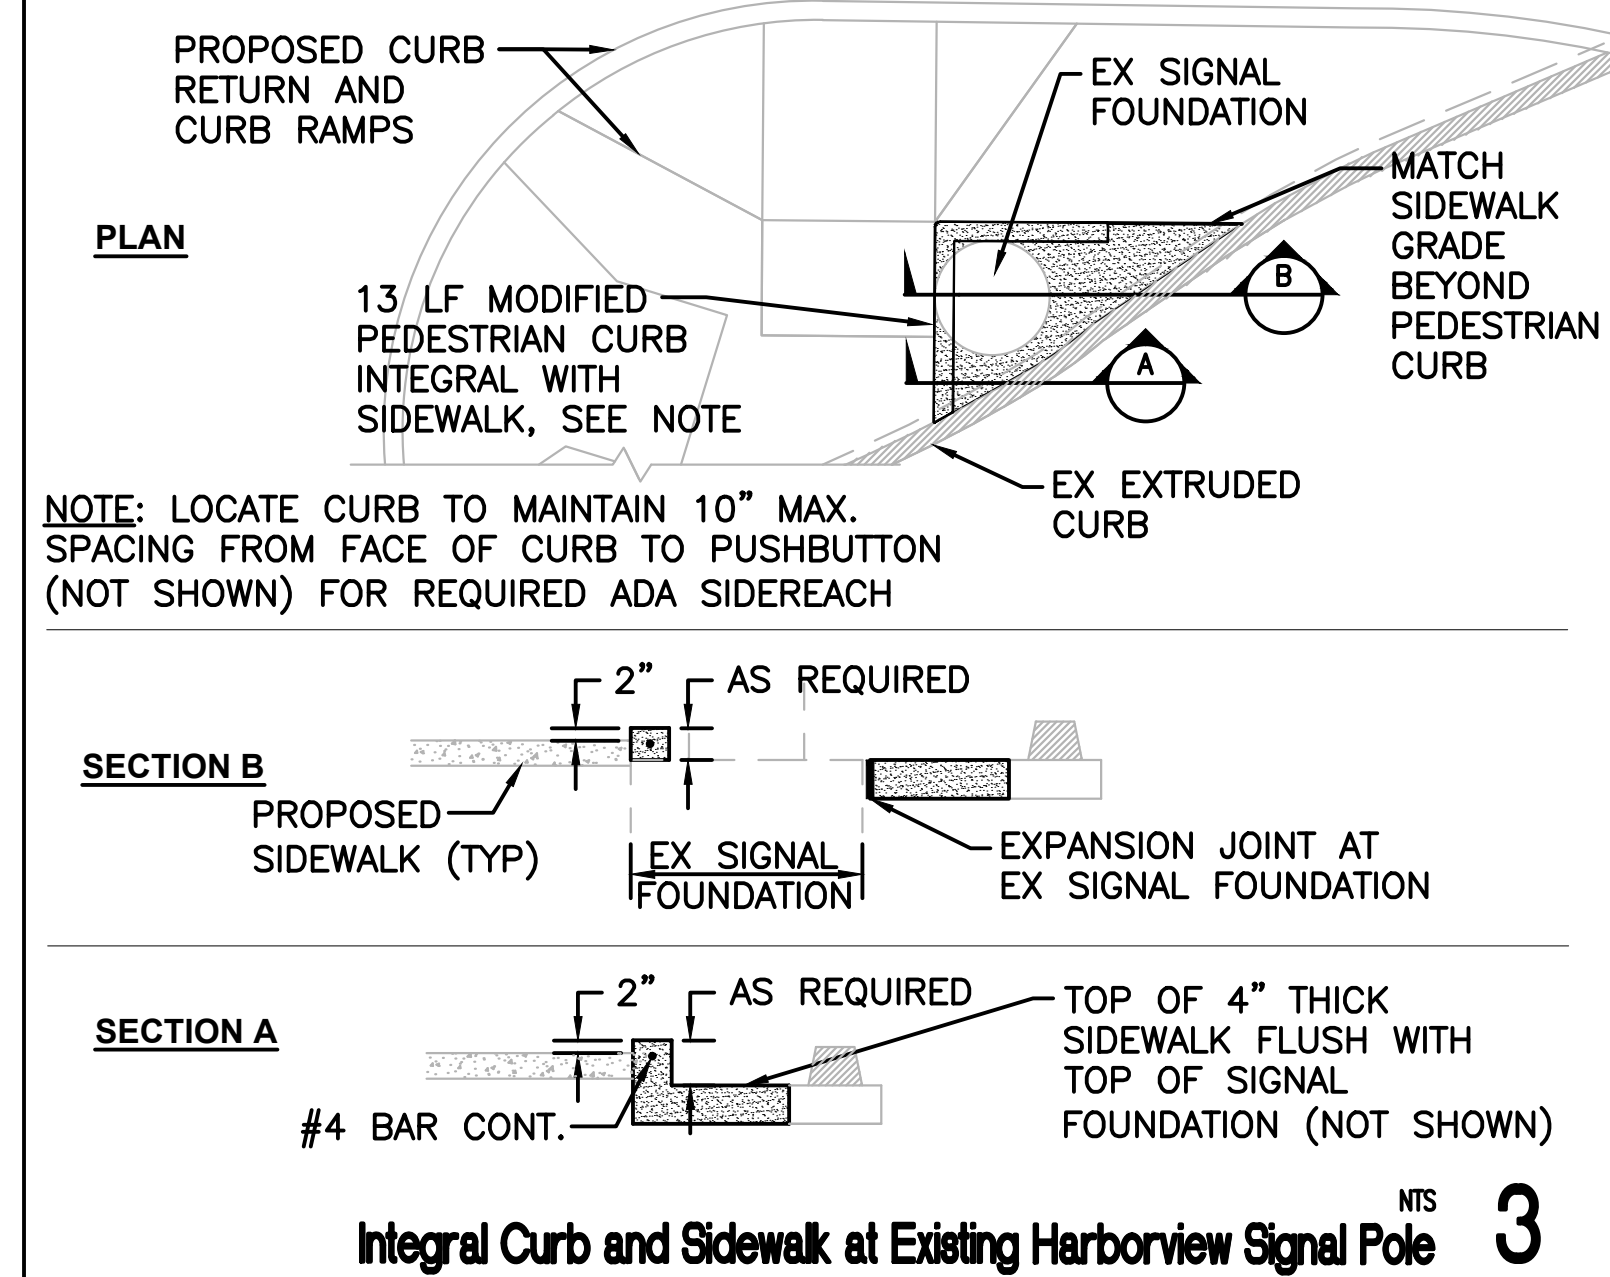 PROPOSED CURB
RETURN AND
CURB RAMPS
EX SIGNAL
FOUNDATION
MATCH
SIDEWALK
GRADE
BEYOND
PEDESTRIAN
CURB
PLAN
13 LF MODIFIED
PEDESTRIAN CURB
INTEGRAL WITH
SIDEWALK, SEE NOTE
B
A
EX EXTRUDED
CURB
NOTE: LOCATE CURB TO MAINTAIN 10” MAX.
SPACING FROM FACE OF CURB TO PUSHBUTTON
(NOT SHOWN) FOR REQUIRED ADA SIDEREACH
2”
AS REQUIRED
SECTION B
PROPOSED
SIDEWALK (TYP)
EX SIGNAL
FOUNDATION
EXPANSION JOINT AT
EX SIGNAL FOUNDATION
2”
AS REQUIRED
SECTION A
TOP OF 4” THICK
SIDEWALK FLUSH WITH
TOP OF SIGNAL
FOUNDATION (NOT SHOWN)
#4 BAR CONT.
NTS
3
Integral Curb and Sidewalk at Existing Harborview Signal Pole